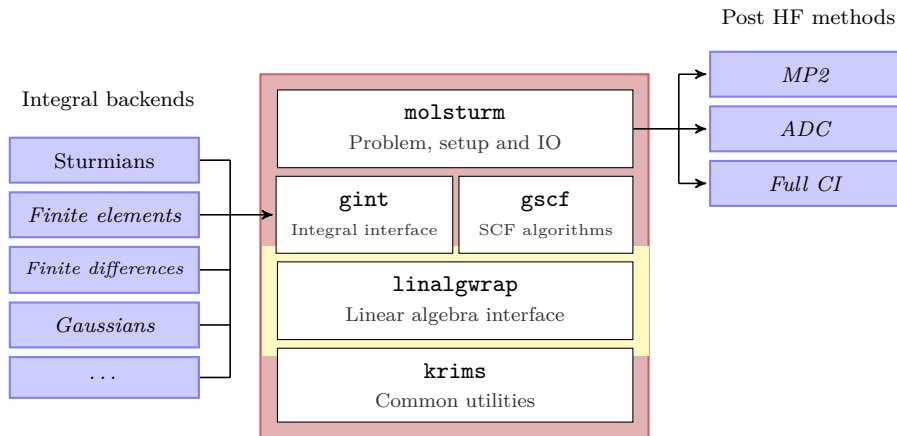 Post HF methods
MP2
ADC
Full CI
Integral backends
Sturmians
Finite elements
Finite differences
Gaussians
...
molsturm
Problem, setup and IO
gint
Integral interface
gscf
SCF algorithms
linalgwrap
Linear algebra interface
krims
Common utilities